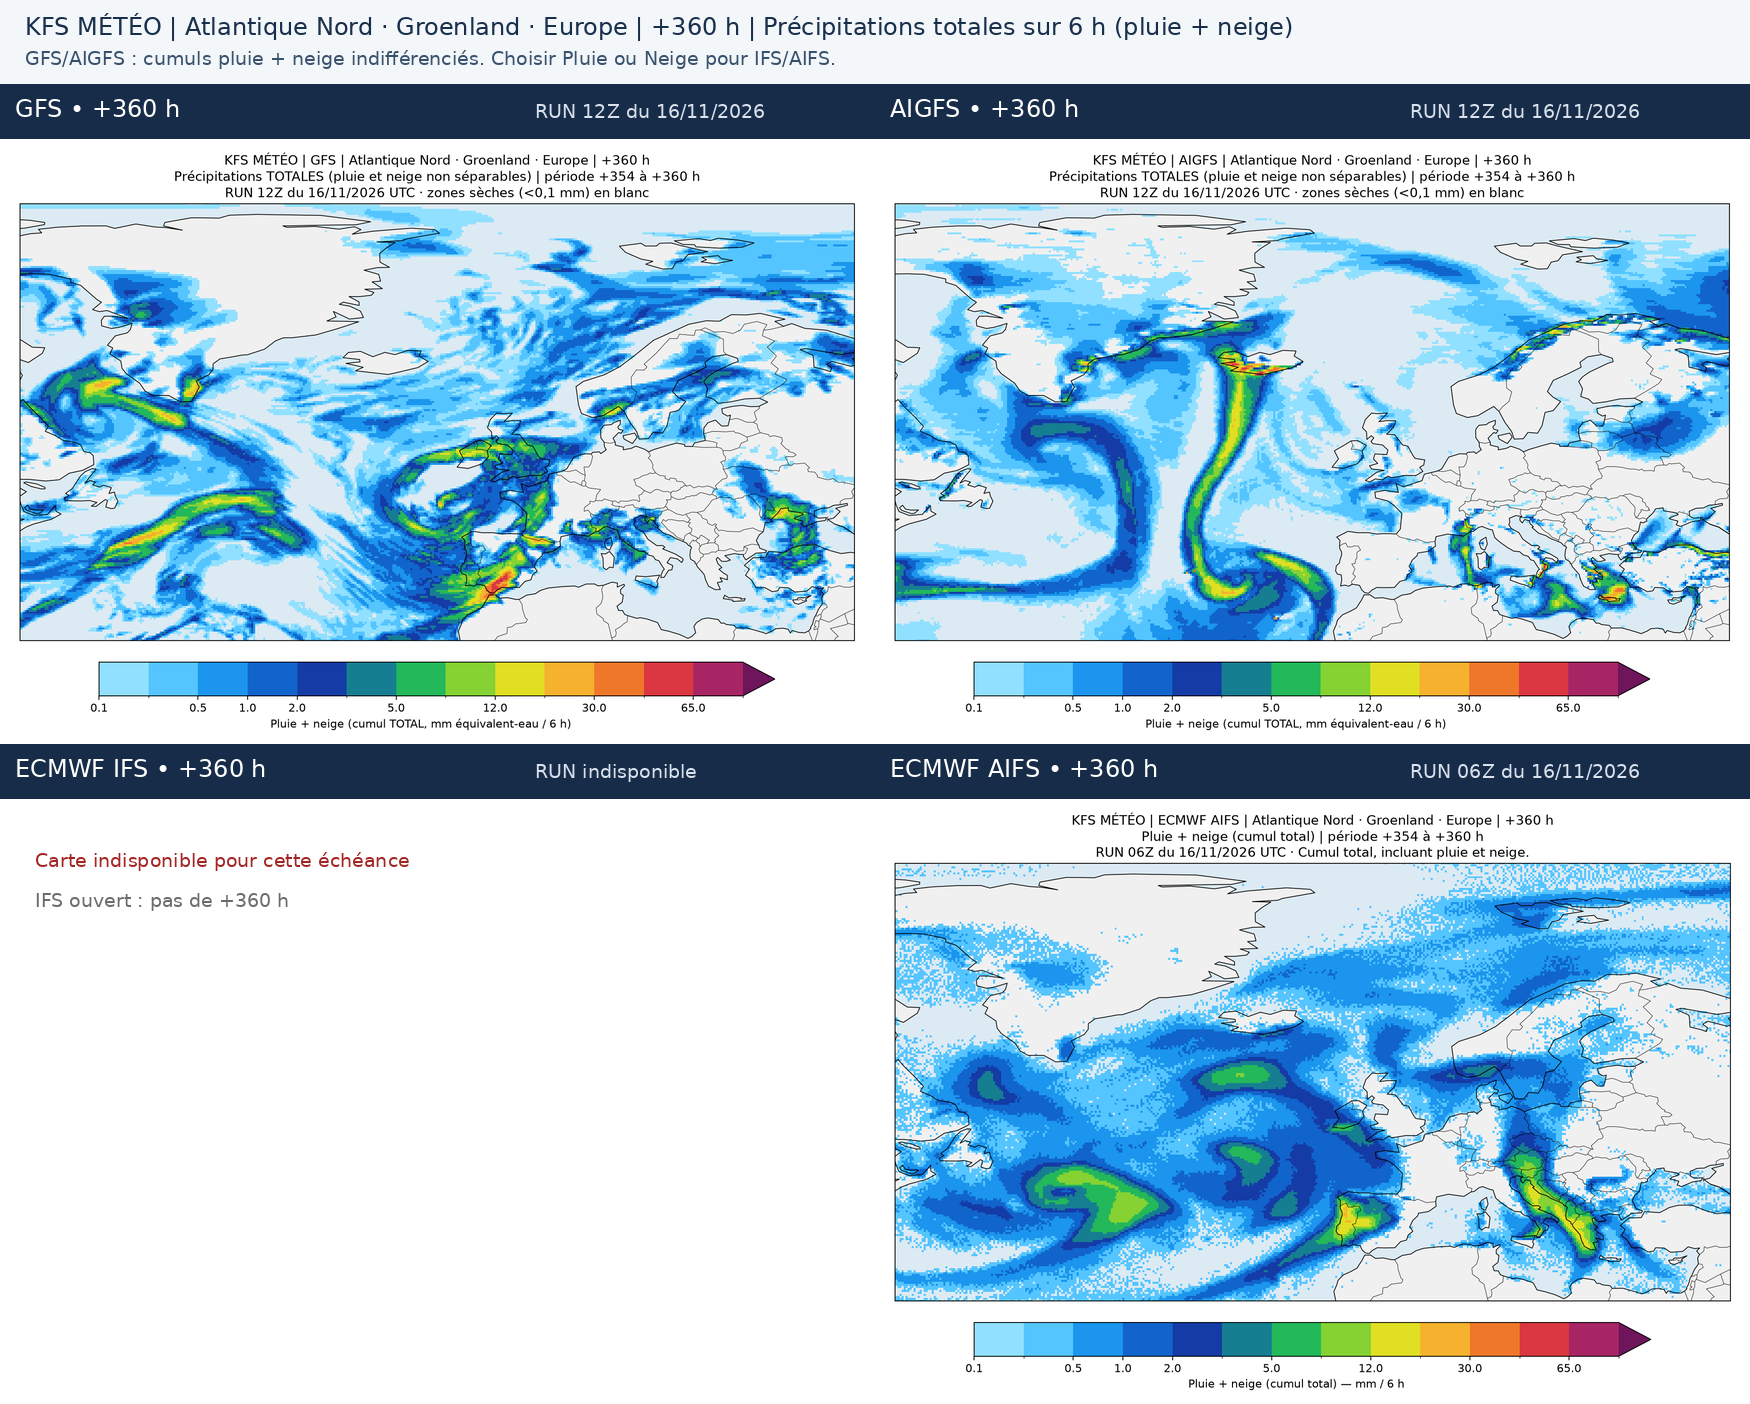 KFS MÉTÉO | Atlantique Nord · Groenland · Europe | +360 h | Précipitations totales sur 6 h (pluie + neige)
GFS/AIGFS : cumuls pluie + neige indifférenciés. Choisir Pluie ou Neige pour IFS/AIFS.
GFS • +360 h
RUN 12Z du 16/11/2026
KFS MÉTÉO | GFS | Atlantique Nord · Groenland · Europe | +360 h
Précipitations TOTALES (pluie et neige non séparables) | période +354 à +360 h
RUN 12Z du 16/11/2026 UTC · zones sèches (<0,1 mm) en blanc
0.1 0.5 1.0 2.0 5.0 12.0 30.0 65.0
Pluie + neige (cumul TOTAL, mm équivalent-eau / 6 h)
AIGFS • +360 h
RUN 12Z du 16/11/2026
KFS MÉTÉO | AIGFS | Atlantique Nord · Groenland · Europe | +360 h
Précipitations TOTALES (pluie et neige non séparables) | période +354 à +360 h
RUN 12Z du 16/11/2026 UTC · zones sèches (<0,1 mm) en blanc
0.1 0.5 1.0 2.0 5.0 12.0 30.0 65.0
Pluie + neige (cumul TOTAL, mm équivalent-eau / 6 h)
ECMWF IFS • +360 h
RUN indisponible
Carte indisponible pour cette échéance
IFS ouvert : pas de +360 h
ECMWF AIFS • +360 h
RUN 06Z du 16/11/2026
KFS MÉTÉO | ECMWF AIFS | Atlantique Nord · Groenland · Europe | +360 h
Pluie + neige (cumul total) | période +354 à +360 h
RUN 06Z du 16/11/2026 UTC · Cumul total, incluant pluie et neige.
0.1 0.5 1.0 2.0 5.0 12.0 30.0 65.0
Pluie + neige (cumul total) — mm / 6 h